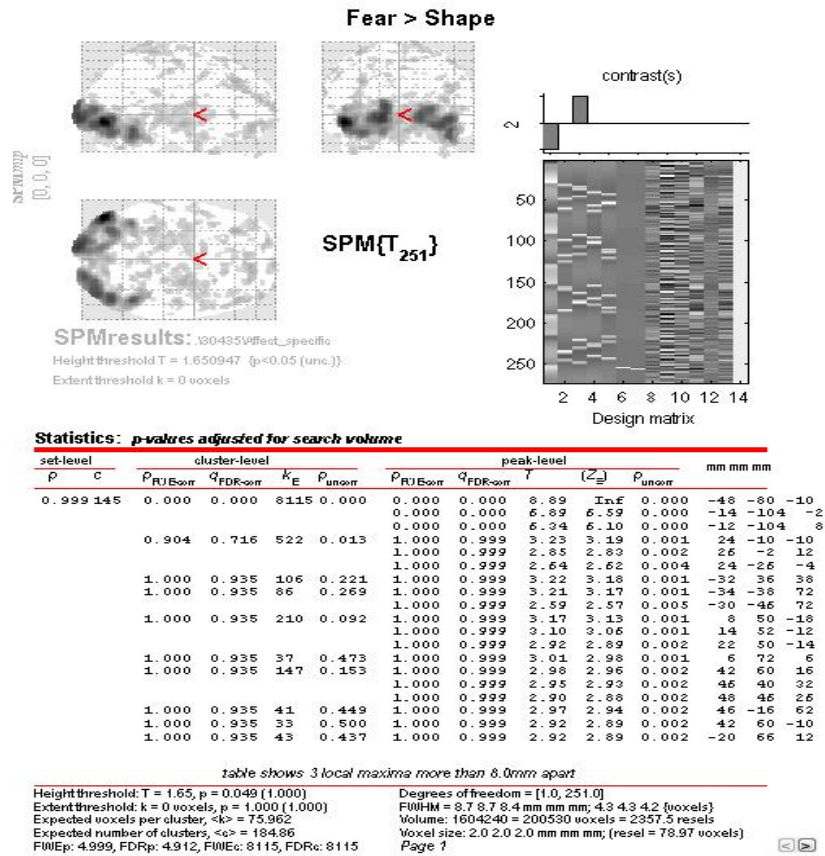 Fear > Shape
contrast(s)
2
SPMmip
[0, 0, 0]
<
<
<
SPM{T251}
50
100
150
200
250
2 4 6 8 10 12 14
Design matrix
SPMresults: .\30435\Affect_specific
Height threshold T = 1.650947 {p<0.05 (unc.)}
Extent threshold k = 0 voxels
Statistics: p-values adjusted for search volume
set-level cluster-level peak-level mm mm mm
p c pFWE-corr qFDR-corr kE puncorr pFWE-corr qFDR-corr T (Z≡) puncorr
0.999 145 0.000 0.000 8115 0.000 0.000 0.000 8.89 Inf 0.000 -48 -80 -10
0.000 0.000 6.89 6.59 0.000 -14 -104 -2
0.000 0.000 6.34 6.10 0.000 -12 -104 8
0.904 0.716 522 0.013 1.000 0.999 3.23 3.19 0.001 24 -10 -10
1.000 0.999 2.85 2.83 0.002 26 -2 12
1.000 0.999 2.64 2.62 0.004 24 -26 -4
1.000 0.935 106 0.221 1.000 0.999 3.22 3.18 0.001 -32 36 38
1.000 0.935 86 0.269 1.000 0.999 3.21 3.17 0.001 -34 -38 72
1.000 0.999 2.59 2.57 0.005 -30 -46 72
1.000 0.935 210 0.092 1.000 0.999 3.17 3.13 0.001 8 50 -18
1.000 0.999 3.10 3.06 0.001 14 52 -12
1.000 0.999 2.92 2.89 0.002 22 50 -14
1.000 0.935 37 0.473 1.000 0.999 3.01 2.98 0.001 6 72 6
1.000 0.935 147 0.153 1.000 0.999 2.98 2.96 0.002 42 60 16
1.000 0.999 2.95 2.93 0.002 46 40 32
1.000 0.999 2.90 2.88 0.002 48 46 26
1.000 0.935 41 0.449 1.000 0.999 2.97 2.94 0.002 46 -16 62
1.000 0.935 33 0.500 1.000 0.999 2.92 2.89 0.002 42 60 -10
1.000 0.935 43 0.437 1.000 0.999 2.92 2.89 0.002 -20 66 12
table shows 3 local maxima more than 8.0mm apart
Height threshold: T = 1.65, p = 0.049 (1.000)
Extent threshold: k = 0 voxels, p = 1.000 (1.000)
Expected voxels per cluster, <k> = 75.962
Expected number of clusters, <c> = 184.86
FWEp: 4.999, FDRp: 4.912, FWEc: 8115, FDRc: 8115
Degrees of freedom = [1.0, 251.0]
FWHM = 8.7 8.7 8.4 mm mm mm; 4.3 4.3 4.2 {voxels}
Volume: 1604240 = 200530 voxels = 2357.5 resels
Voxel size: 2.0 2.0 2.0 mm mm mm; (resel = 78.97 voxels)
Page 1